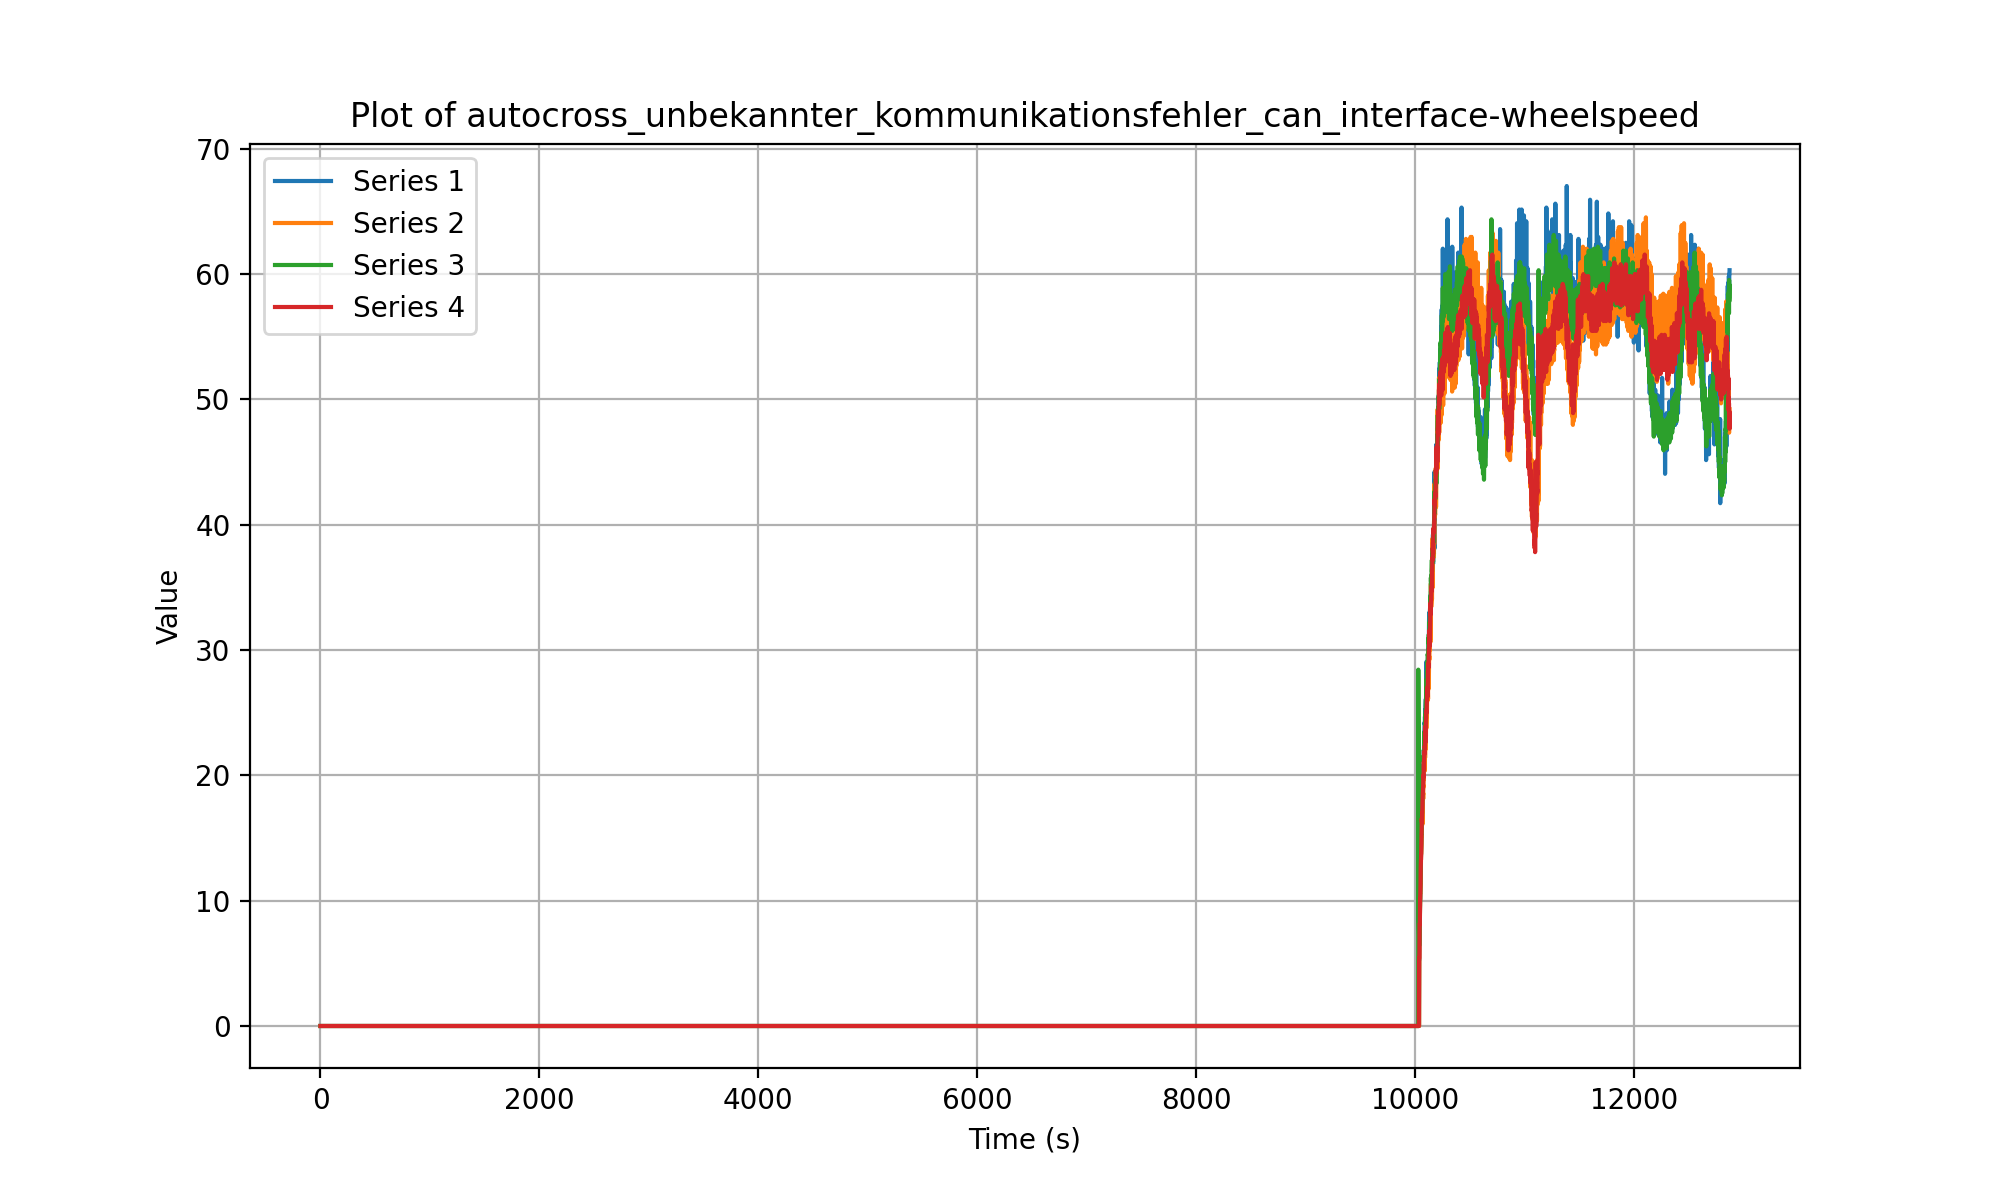 Plot of autocross_unbekannter_kommunikationsfehler_can_interface-wheelspeed
70
60
50
40
30
20
10
0
Value
Series 1
Series 2
Series 3
Series 4
0 2000 4000 6000 8000 10000 12000
Time (s)